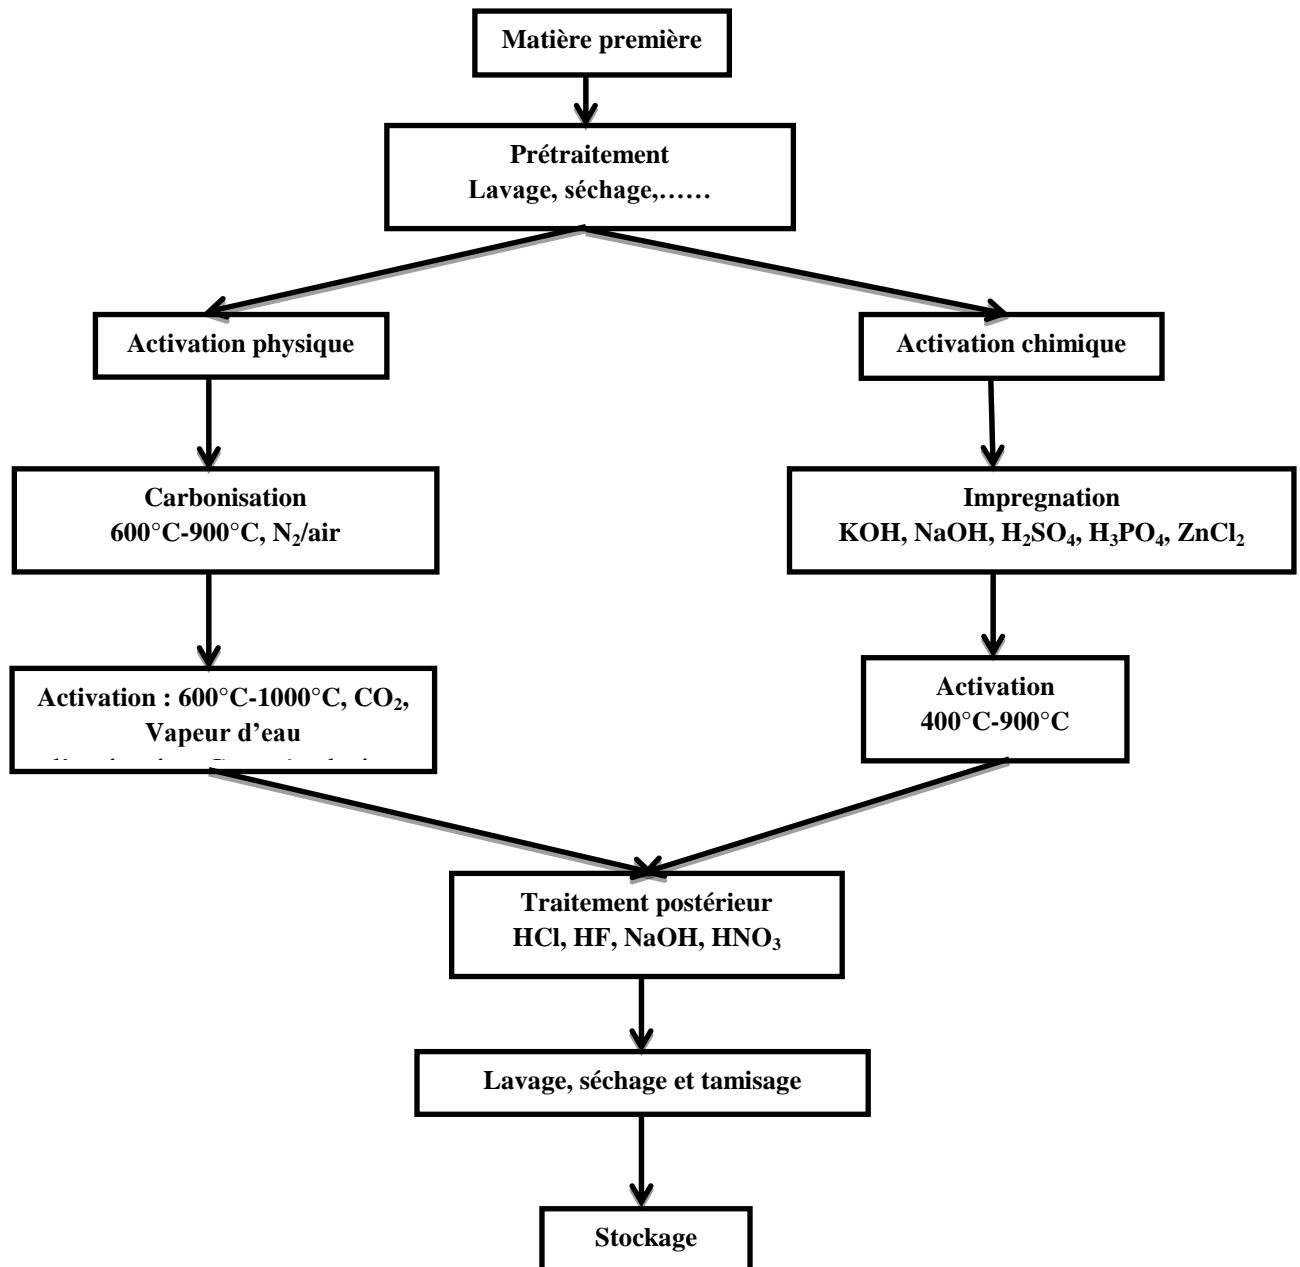 Matière première
Prétraitement
Lavage, séchage,……
Activation physique
Activation chimique
Carbonisation
600°C-900°C, N₂/air
Impregnation
KOH, NaOH, H₂SO₄, H₃PO₄, ZnCl₂
Activation : 600°C-1000°C, CO₂,
Vapeur d’eau
Activation
400°C-900°C
Traitement postérieur
HCl, HF, NaOH, HNO₃
Lavage, séchage et tamisage
Stockage